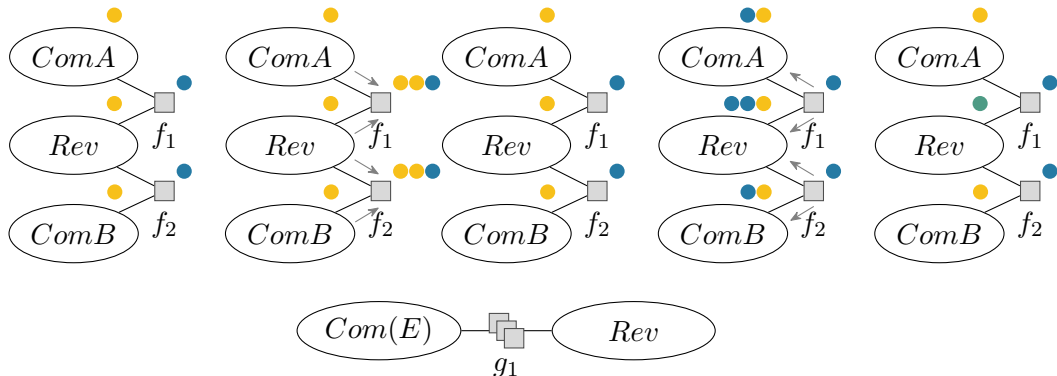 ComA ComA ComA ComA ComA
f1 f1 f1 f1 f1
Rev Rev Rev Rev Rev
f2 f2 f2 f2 f2
ComB ComB ComB ComB ComB
Com(E) Rev
g1